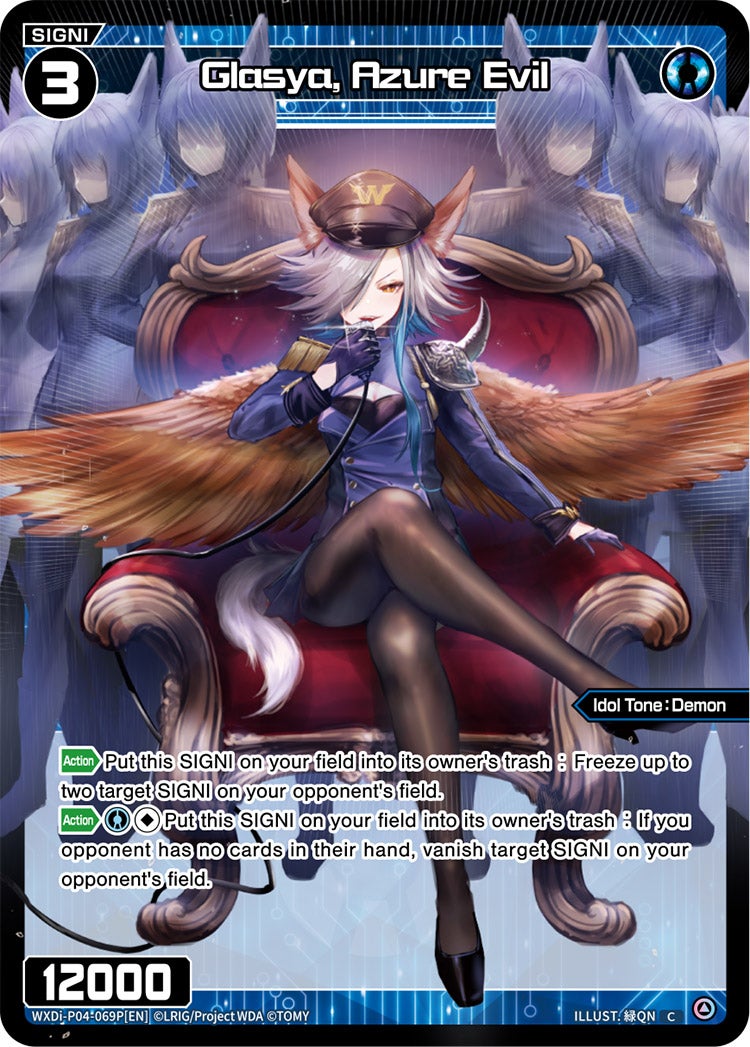 SIGNI
3
Glasya, Azure Evil
W
Idol Tone:Demon
Action Put this SIGNI on your field into its owner's trash : Freeze up to
two target SIGNI on your opponent's field.
Action Put this SIGNI on your field into its owner's trash : If you
opponent has no cards in their hand, vanish target SIGNI on your
opponent's field.
12000
WXDi-P04-069P[EN] ©LRIG/Project WDA ©TOMY
ILLUST. 緑QN C